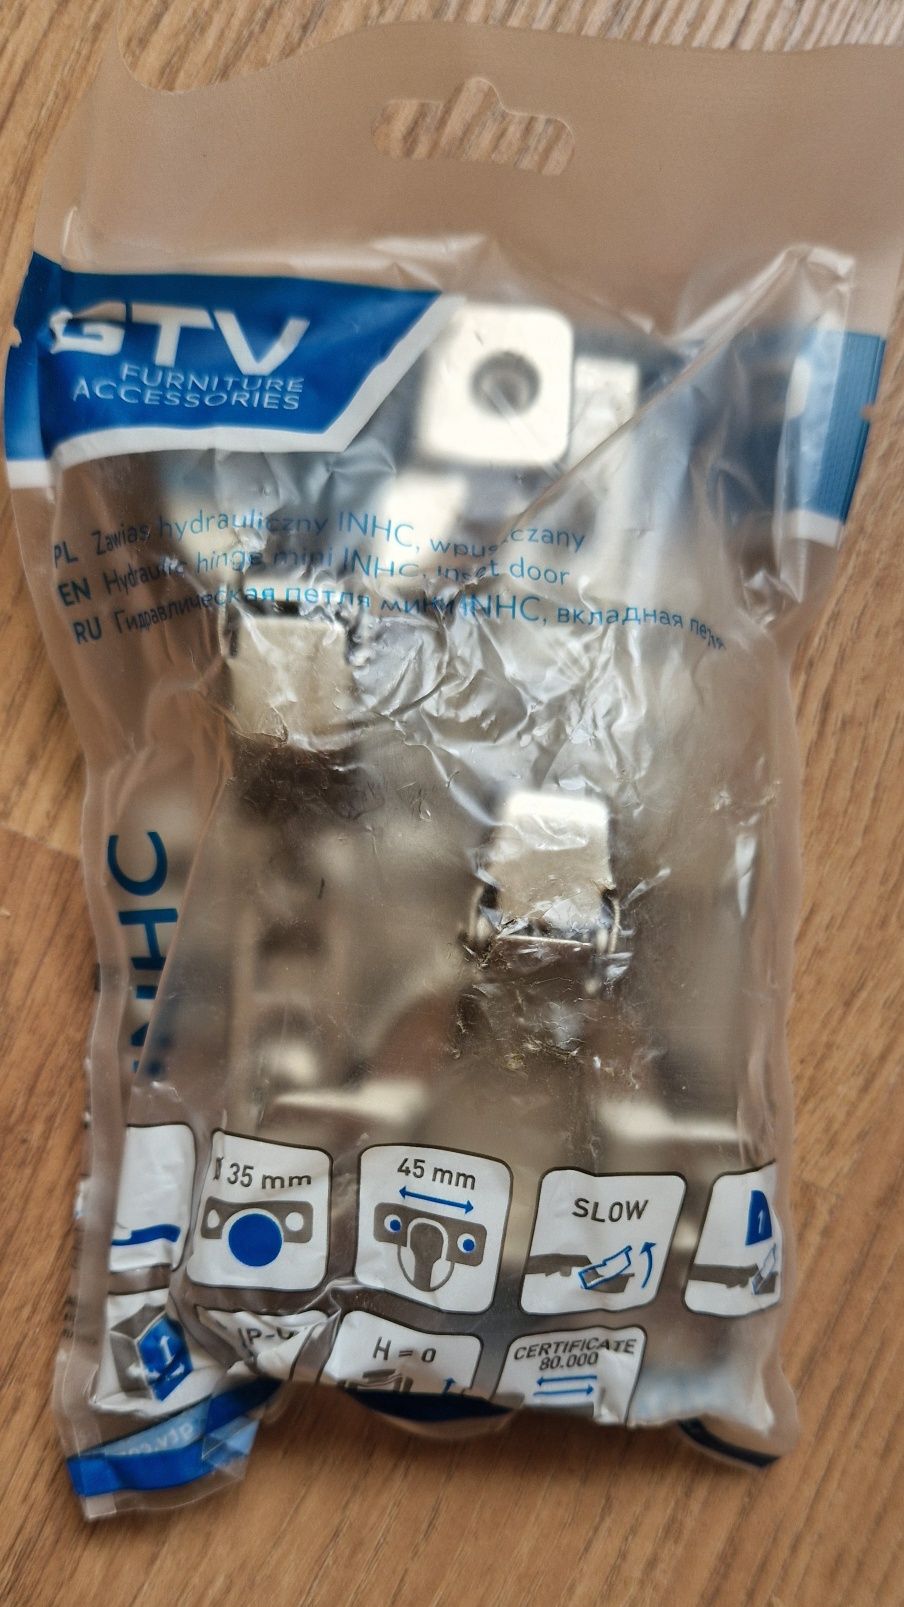 GTV
FURNITURE
ACCESSORIES
PL Zawias hydrauliczny INHC, wpuszczany
EN Hydraulic hinge mini INHC, inset door
RU Гидравлическая петля мини INHC, вкладная петля
INHC
35 mm
45 mm
SLOW
H = 0
CERTIFICATE
80.000